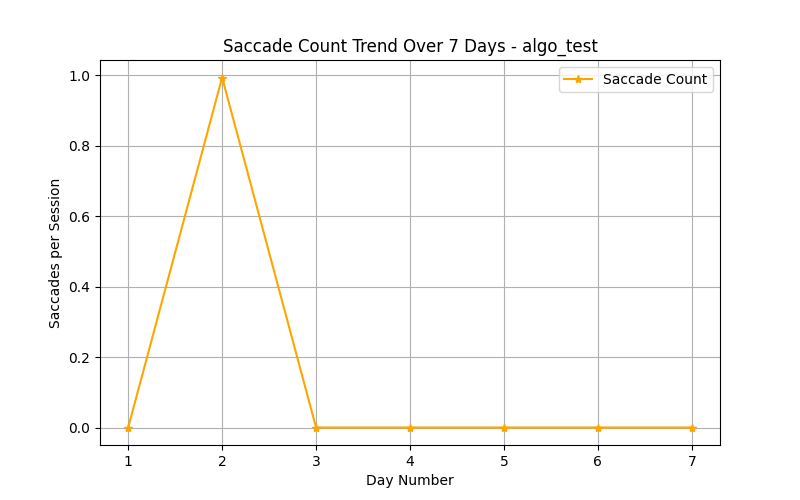 Saccade Count Trend Over 7 Days - algo_test
Saccade Count
1.0
0.8
0.6
0.4
0.2
0.0
Saccades per Session
1 2 3 4 5 6 7
Day Number